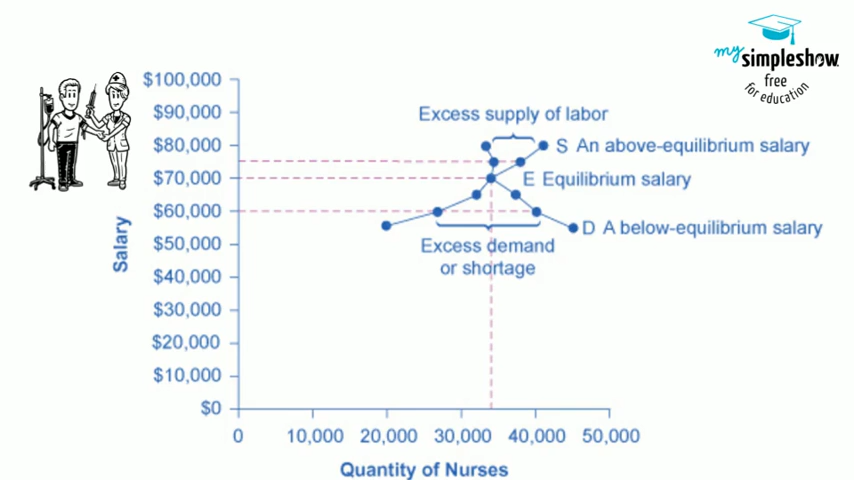 my
simpleshow
free
for education
$100,000
$90,000
$80,000
$70,000
$60,000
$50,000
$40,000
$30,000
$20,000
$10,000
$0
Salary
Excess supply of labor
S An above-equilibrium salary
E Equilibrium salary
D A below-equilibrium salary
Excess demand
or shortage
0 10,000 20,000 30,000 40,000 50,000
Quantity of Nurses